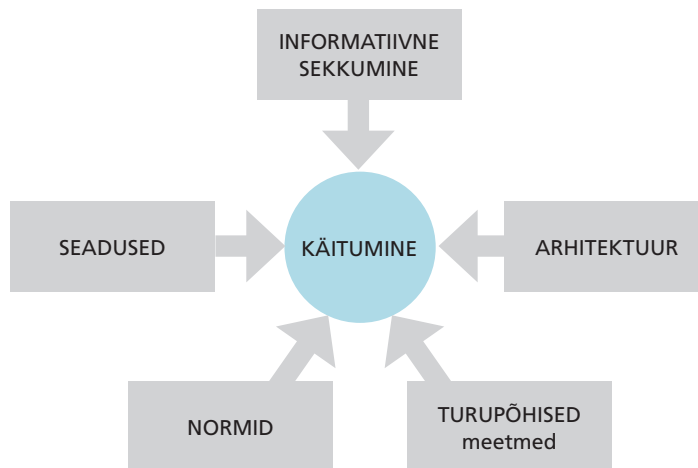 INFORMATIIVNE
SEKKUMINE
SEADUSED
KÄITUMINE
ARHITEKTUUR
NORMID
TURUPÕHISED
meetmed